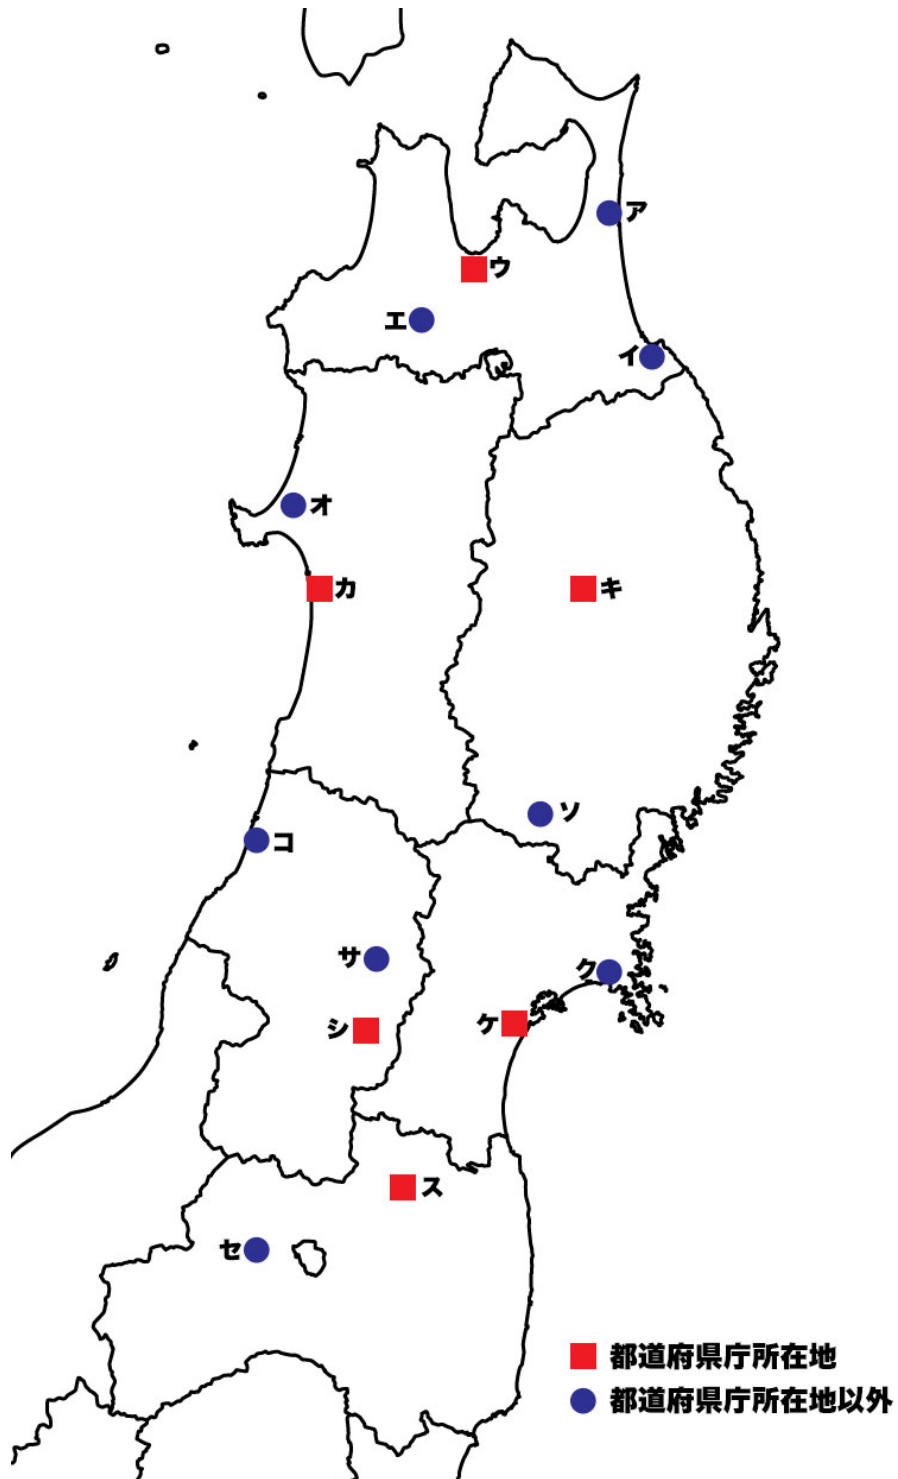 ア
ウ
エ
イ
オ
カ
キ
ソ
コ
サ
ク
シ
ケ
ス
セ
都道府県庁所在地
都道府県庁所在地以外